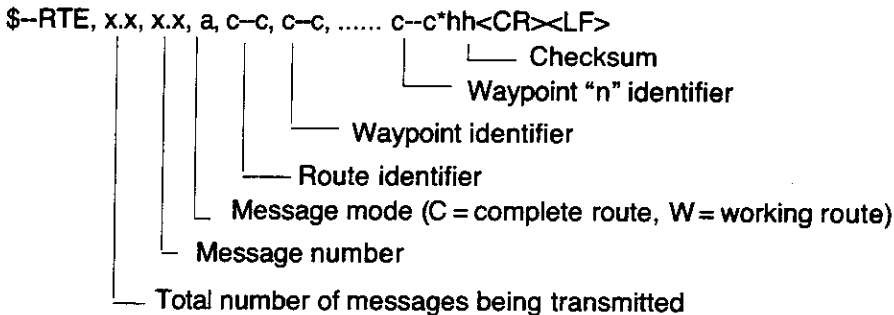 $--RTE, x.x, x.x, a, c--c, c--c, ...... c--c*hh<CR><LF>
Checksum
Waypoint "n" identifier
Waypoint identifier
Route identifier
Message mode (C = complete route, W = working route)
Message number
Total number of messages being transmitted